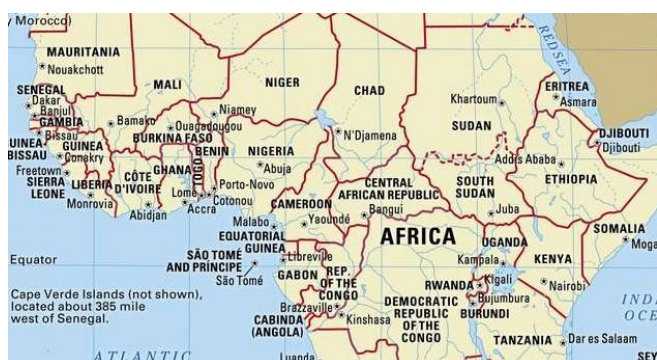 y Morocco)
MAURITANIA
Nouakchott
MALI
NIGER
CHAD
RED SEA
SENEGAL
Dakar
Banjul
GAMBIA
Bissau
UINEA
BISSAU
GUINEA
Conakry
Freetown
SIERRA
LEONE
LIBERIA
Monrovia
Bamako
Ouagadougou
BURKINA FASO
Niamey
CÔTE
D'IVOIRE
Abidjan
GHANA
Accra
TOGO
Lomé
BENIN
Porto-Novo
Cotonou
NIGERIA
Abuja
N'Djamena
Khartoum
SUDAN
ERITREA
Asmara
DJIBOUTI
Djibouti
Addis Ababa
ETHIOPIA
CENTRAL
AFRICAN REPUBLIC
Bangui
SOUTH
SUDAN
Juba
CAMEROON
Yaoundé
Malabo
EQUATORIAL
GUINEA
AFRICA
UGANDA
Kampala
KENYA
Nairobi
SOMALIA
Moga
Equator
SÃO TOMÉ
AND PRÍNCIPE
São Tomé
Libreville
GABON
REP.
OF THE
CONGO
Brazzaville
Kinshasa
DEMOCRATIC
REPUBLIC
OF THE CONGO
RWANDA
Kigali
Bujumbura
BURUNDI
Cape Verde Islands (not shown),
located about 385 mile
west of Senegal.
CABINDA
(ANGOLA)
Luanda
TANZANIA
Dar es Salaam
IND
OCE
ATLANTIC
SEY